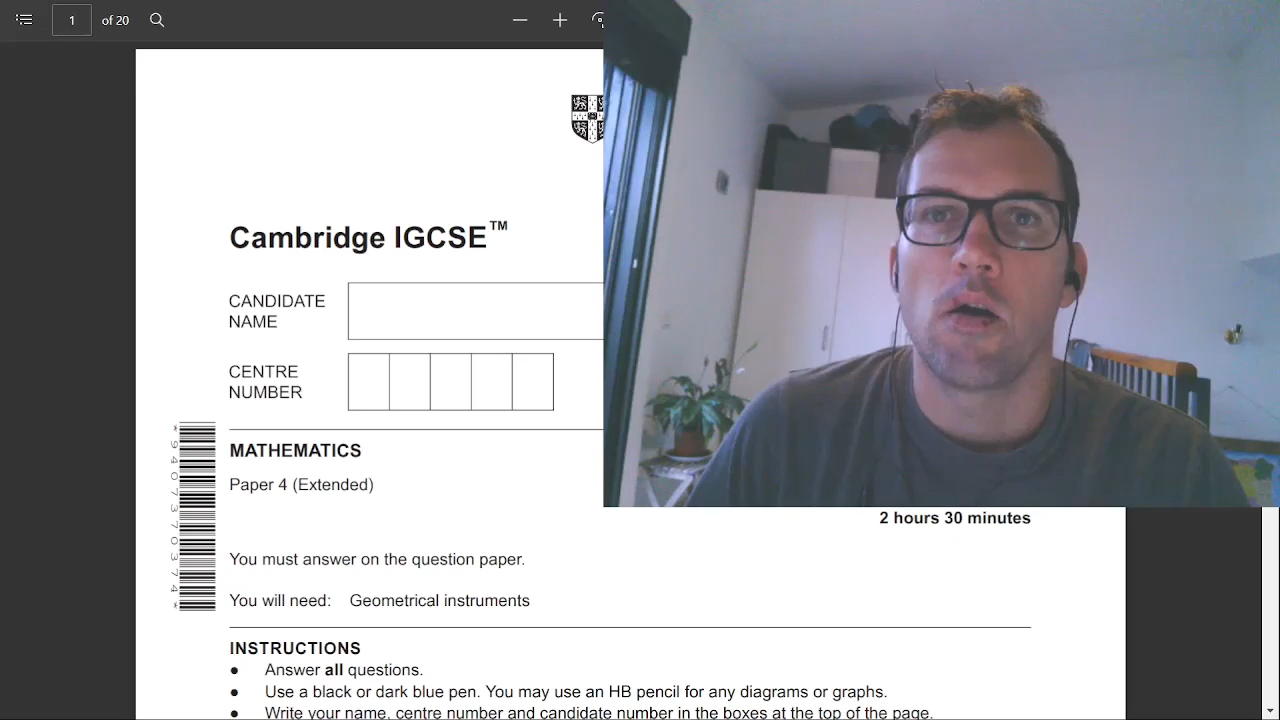 1 of 20
Cambridge IGCSE™
CANDIDATE
NAME
CENTRE
NUMBER
*9407370374*
MATHEMATICS
Paper 4 (Extended)
2 hours 30 minutes
You must answer on the question paper.
You will need: Geometrical instruments
INSTRUCTIONS
● Answer all questions.
● Use a black or dark blue pen. You may use an HB pencil for any diagrams or graphs.
● Write your name, centre number and candidate number in the boxes at the top of the page.